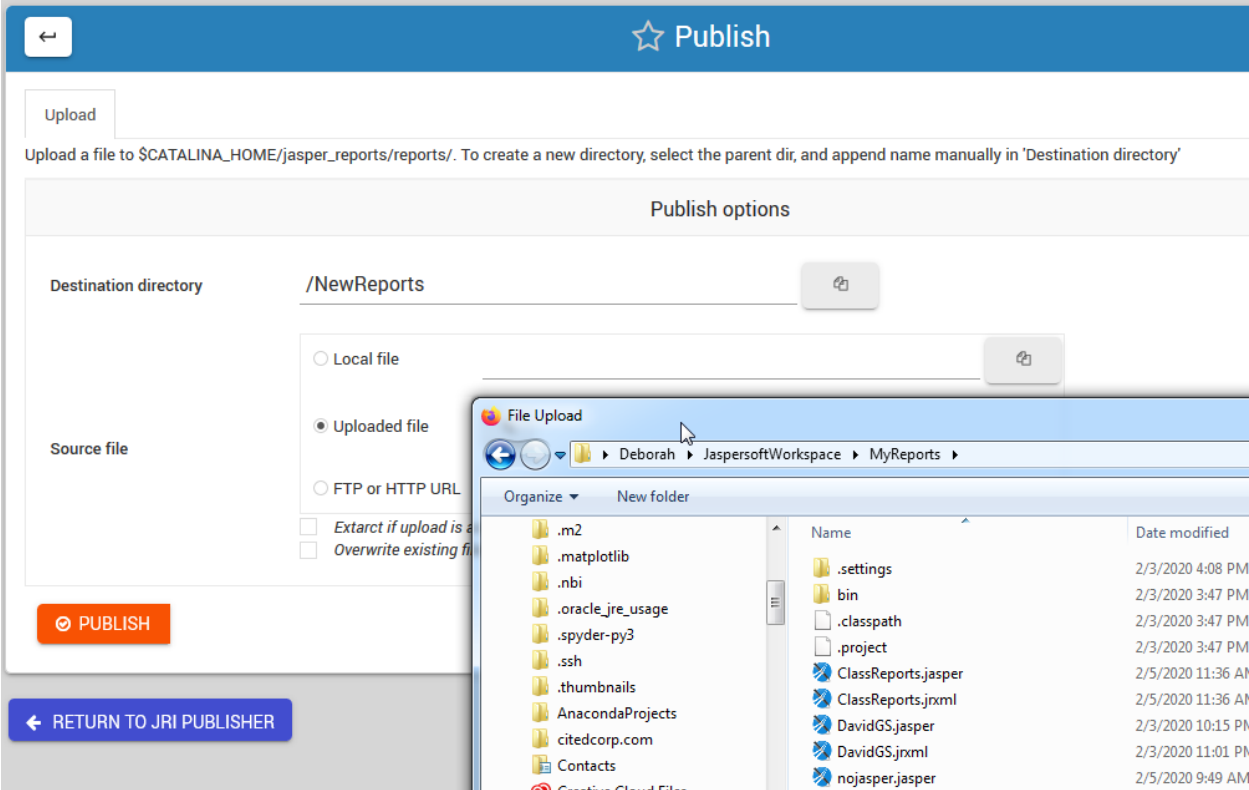 Publish
Upload
Upload a file to $CATALINA_HOME/jasper_reports/reports/. To create a new directory, select the parent dir, and append name manually in 'Destination directory'
Publish options
Destination directory
/NewReports
Local file
Source file
Uploaded file
FTP or HTTP URL
Extarct if upload is
Overwrite existing
PUBLISH
RETURN TO JRI PUBLISHER
File Upload
Deborah
JaspersoftWorkspace
MyReports
Organize
New folder
.m2
.matplotlib
.nbi
.oracle_jre_usage
.spyder-py3
.ssh
.thumbnails
AnacondaProjects
citedcorp.com
Contacts
Name
Date modified
.settings
2/3/2020 4:08 PM
bin
2/3/2020 3:47 PM
.classpath
2/3/2020 3:47 PM
.project
2/3/2020 3:47 PM
ClassReports.jasper
2/5/2020 11:36 AM
ClassReports.jrxml
2/5/2020 11:36 AM
DavidGS.jasper
2/3/2020 10:15 PM
DavidGS.jrxml
2/3/2020 11:01 PM
nojasper.jasper
2/5/2020 9:49 AM